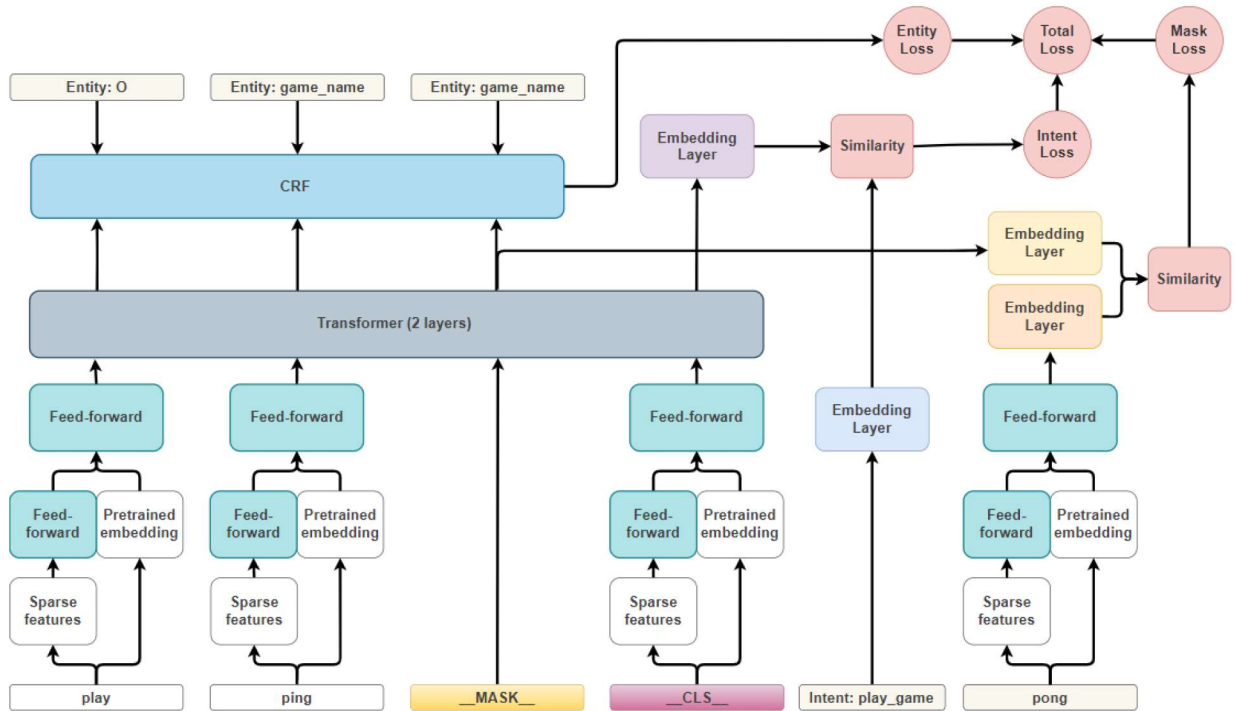 Entity
Loss
Total
Loss
Mask
Loss
Entity: O
Entity: game_name
Entity: game_name
Embedding
Layer
Similarity
Intent
Loss
CRF
Embedding
Layer
Similarity
Embedding
Layer
Transformer (2 layers)
Feed-forward
Feed-forward
Feed-forward
Embedding
Layer
Feed-forward
Feed-
forward
Pretrained
embedding
Feed-
forward
Pretrained
embedding
Feed-
forward
Pretrained
embedding
Feed-
forward
Pretrained
embedding
Sparse
features
Sparse
features
Sparse
features
Sparse
features
play
ping
__MASK__
__CLS__
Intent: play_game
pong